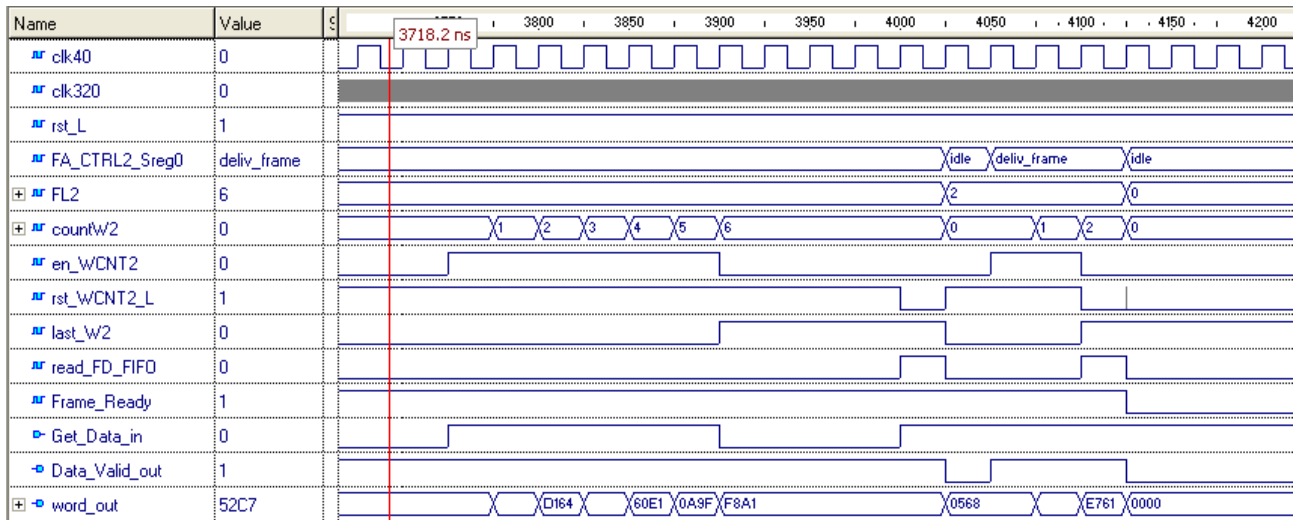 Name Value S 3800 3850 3900 3950 4000 4050 4100 4150 4200
3718.2 ns
clk40 0
clk320 0
rst_L 1
FA_CTRL2_Sreg0 deliv_frame idle deliv_frame idle
FL2 6 2 0
countW2 0 1 2 3 4 5 6 0 1 2 0
en_WCNT2 0
rst_WCNT2_L 1
last_W2 0
read_FD_FIFO 0
Frame_Ready 1
Get_Data_in 0
Data_Valid_out 1
word_out 52C7 D164 60E1 0A9F F8A1 0568 E761 0000